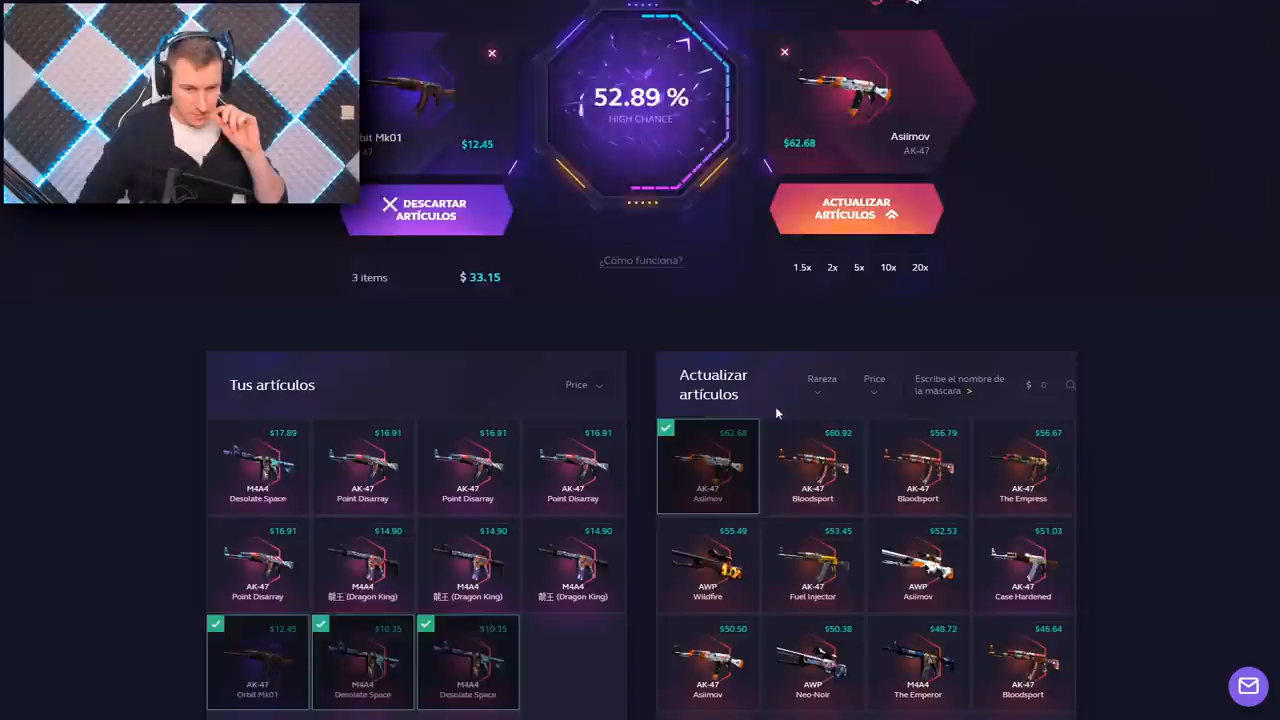 52.89 %
HIGH CHANCE
bit Mk01
47
$12.45
$62.68
Asiimov
AK-47
DESCARTAR
ARTÍCULOS
ACTUALIZAR
ARTÍCULOS
¿Cómo funciona?
3 items
$ 33.15
1.5x 2x 5x 10x 20x
Tus artículos
Price
$17.89
M4A4
Desolate Space
$16.91
AK-47
Point Disarray
$16.91
AK-47
Point Disarray
$16.91
AK-47
Point Disarray
$16.91
AK-47
Point Disarray
$14.90
M4A4
龍王 (Dragon King)
$14.90
M4A4
龍王 (Dragon King)
$14.90
M4A4
龍王 (Dragon King)
$12.45
AK-47
Orbit Mk01
$10.35
M4A4
Desolate Space
$10.35
M4A4
Desolate Space
Actualizar
artículos
Rareza
Price
Escribe el nombre de
la máscara >
$ 0
$62.68
AK-47
Asiimov
$60.92
AK-47
Bloodsport
$56.79
AK-47
Bloodsport
$56.67
AK-47
The Empress
$55.49
AWP
Wildfire
$53.45
AK-47
Fuel Injector
$52.53
AWP
Asiimov
$51.03
AK-47
Case Hardened
$50.50
AK-47
Asiimov
$50.38
AWP
Neo-Noir
$48.72
M4A4
The Emperor
$46.64
AK-47
Bloodsport